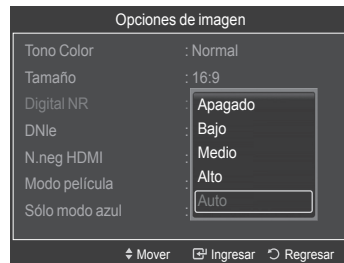 Opciones de imagen
Tono Color : Normal
Tamaño : 16:9
Digital NR :
Apagado
DNIe :
Bajo
N.neg HDMI :
Medio
Modo película :
Alto
Sólo modo azul :
Auto
Mover Ingresar Regresar